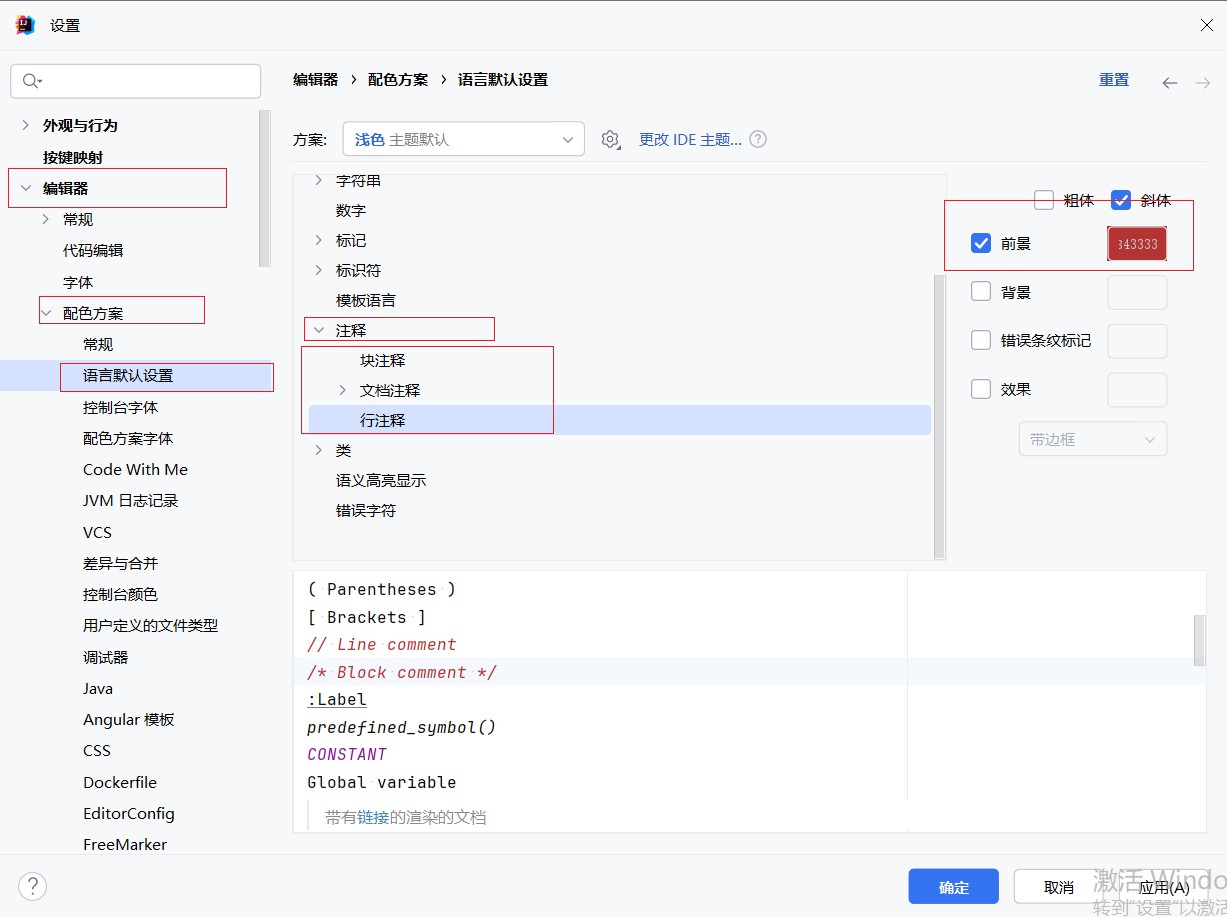 设置
编辑器 › 配色方案 › 语言默认设置
重置
外观与行为
按键映射
编辑器
常规
代码编辑
字体
配色方案
常规
语言默认设置
控制台字体
配色方案字体
Code With Me
JVM 日志记录
VCS
差异与合并
控制台颜色
用户定义的文件类型
调试器
Java
Angular 模板
CSS
Dockerfile
EditorConfig
FreeMarker
方案: 浅色 主题默认 更改 IDE 主题... ?
字符串
数字
标记
标识符
模板语言
注释
块注释
文档注释
行注释
类
语义高亮显示
错误字符
粗体 斜体
前景 343333
背景
错误条纹标记
效果
带边框
( Parentheses )
[ Brackets ]
// Line comment
/* Block comment */
:Label
predefined_symbol()
CONSTANT
Global variable
带有链接的渲染的文档
? 确定 取消 应用(A)
激活 Windo
转到"设置"以激活